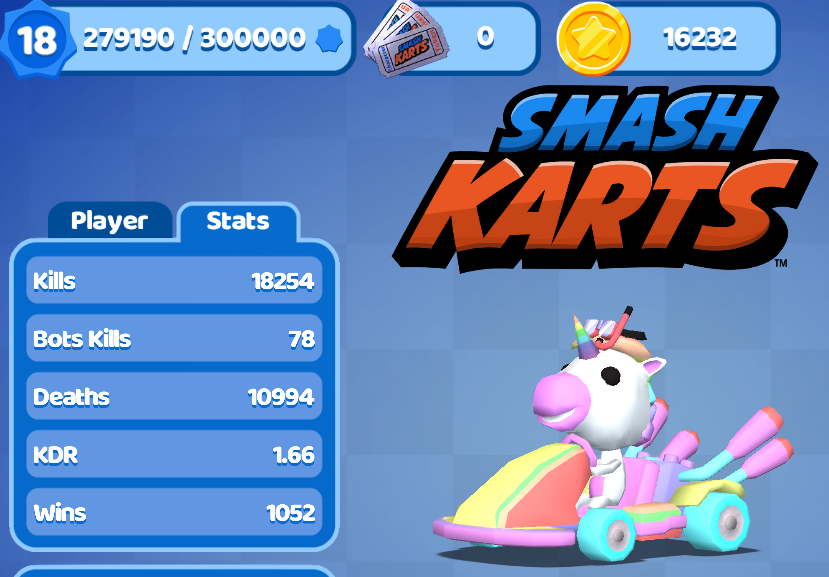 18 279190 / 300000 0 16232
SMASH
KARTS
TM
Player Stats
Kills 18254
Bots Kills 78
Deaths 10994
KDR 1.66
Wins 1052
SMASH
KARTS